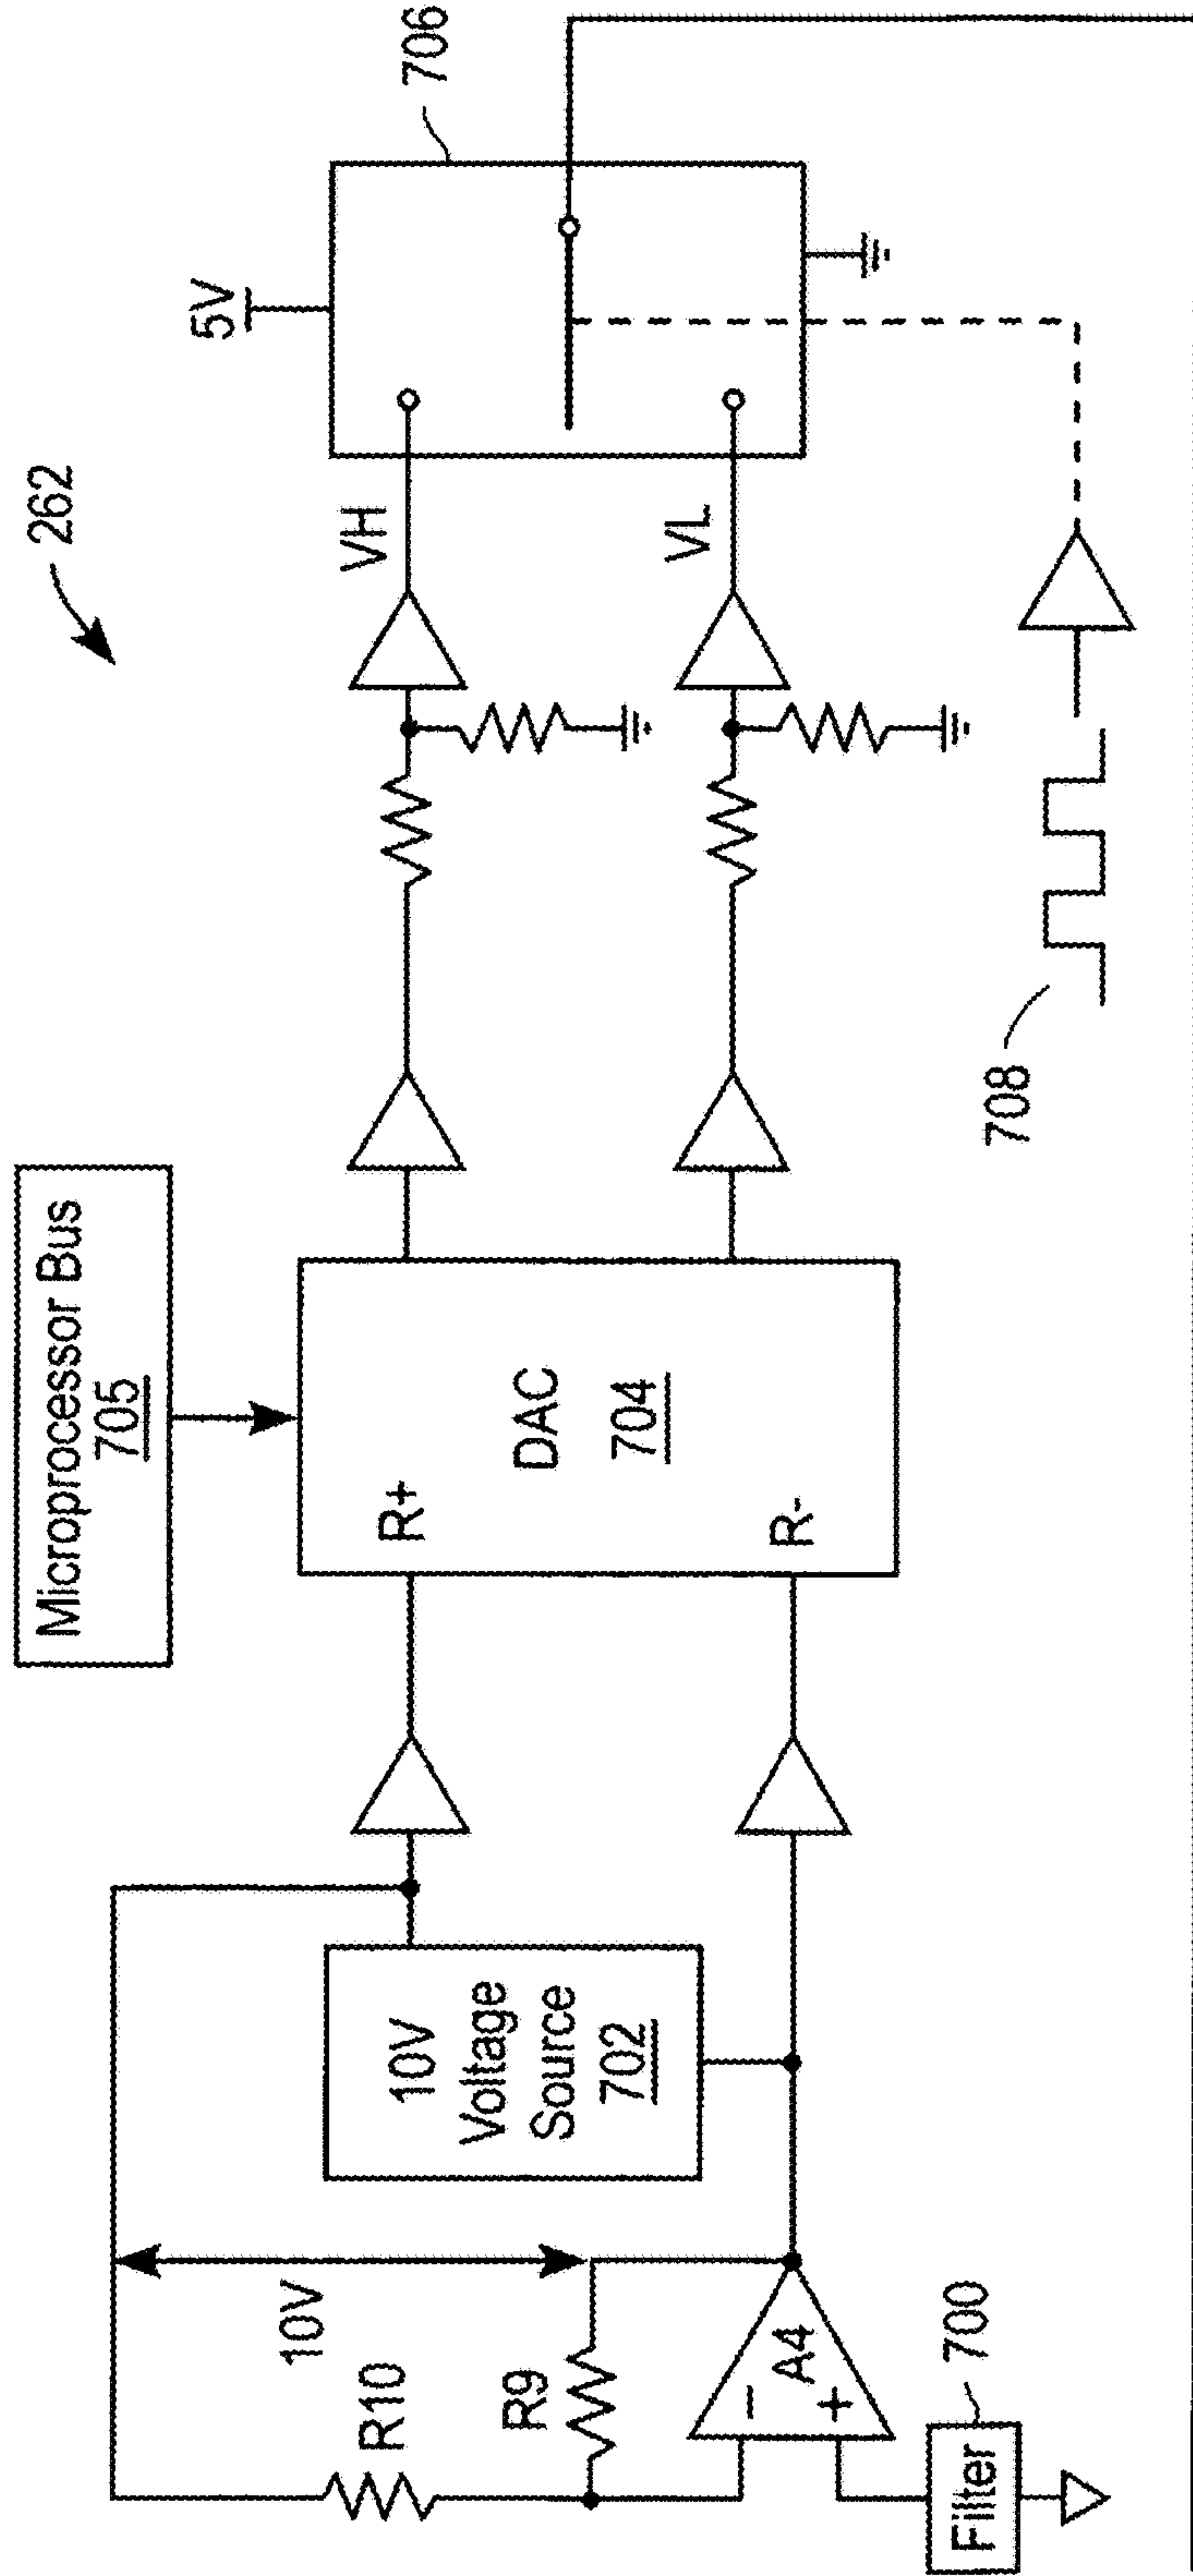 262
Microprocessor Bus
705
5V
706
10V
R10
R9
A4
−
+
Filter
700
10V
Voltage
Source
702
R+
R-
DAC
704
VH
VL
708